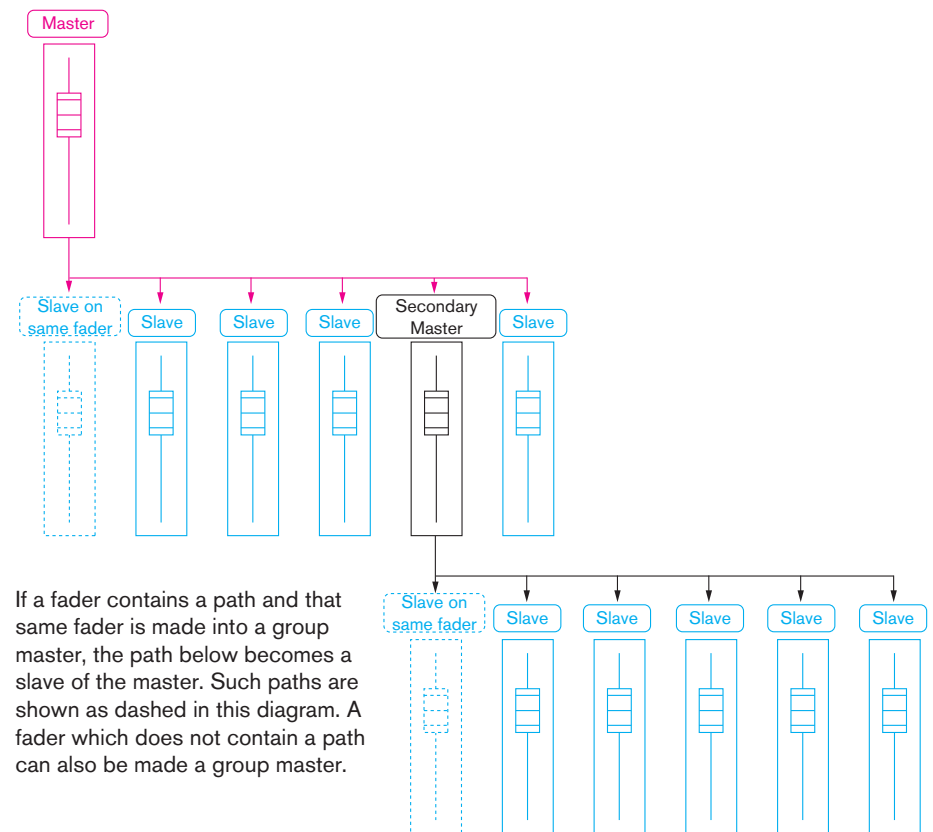 Master
Slave on
same fader
Slave
Slave
Slave
Secondary
Master
Slave
If a fader contains a path and that
same fader is made into a group
master, the path below becomes a
slave of the master. Such paths are
shown as dashed in this diagram. A
fader which does not contain a path
can also be made a group master.
Slave on
same fader
Slave
Slave
Slave
Slave
Slave